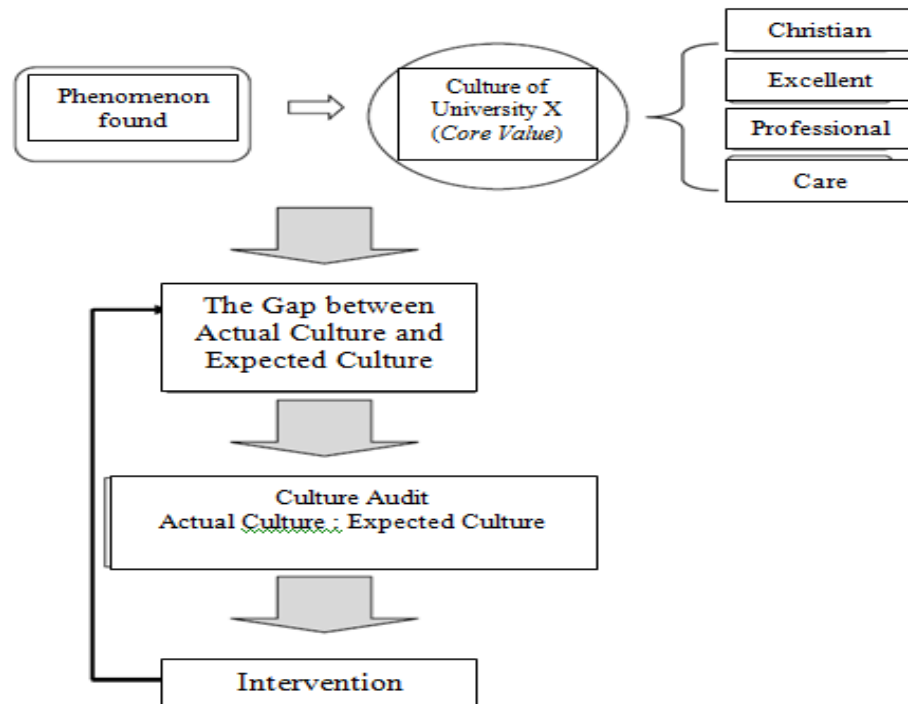 Phenomenon
found
Culture of
University X
(Core Value)
Christian
Excellent
Professional
Care
The Gap between
Actual Culture and
Expected Culture
Culture Audit
Actual Culture : Expected Culture
Intervention